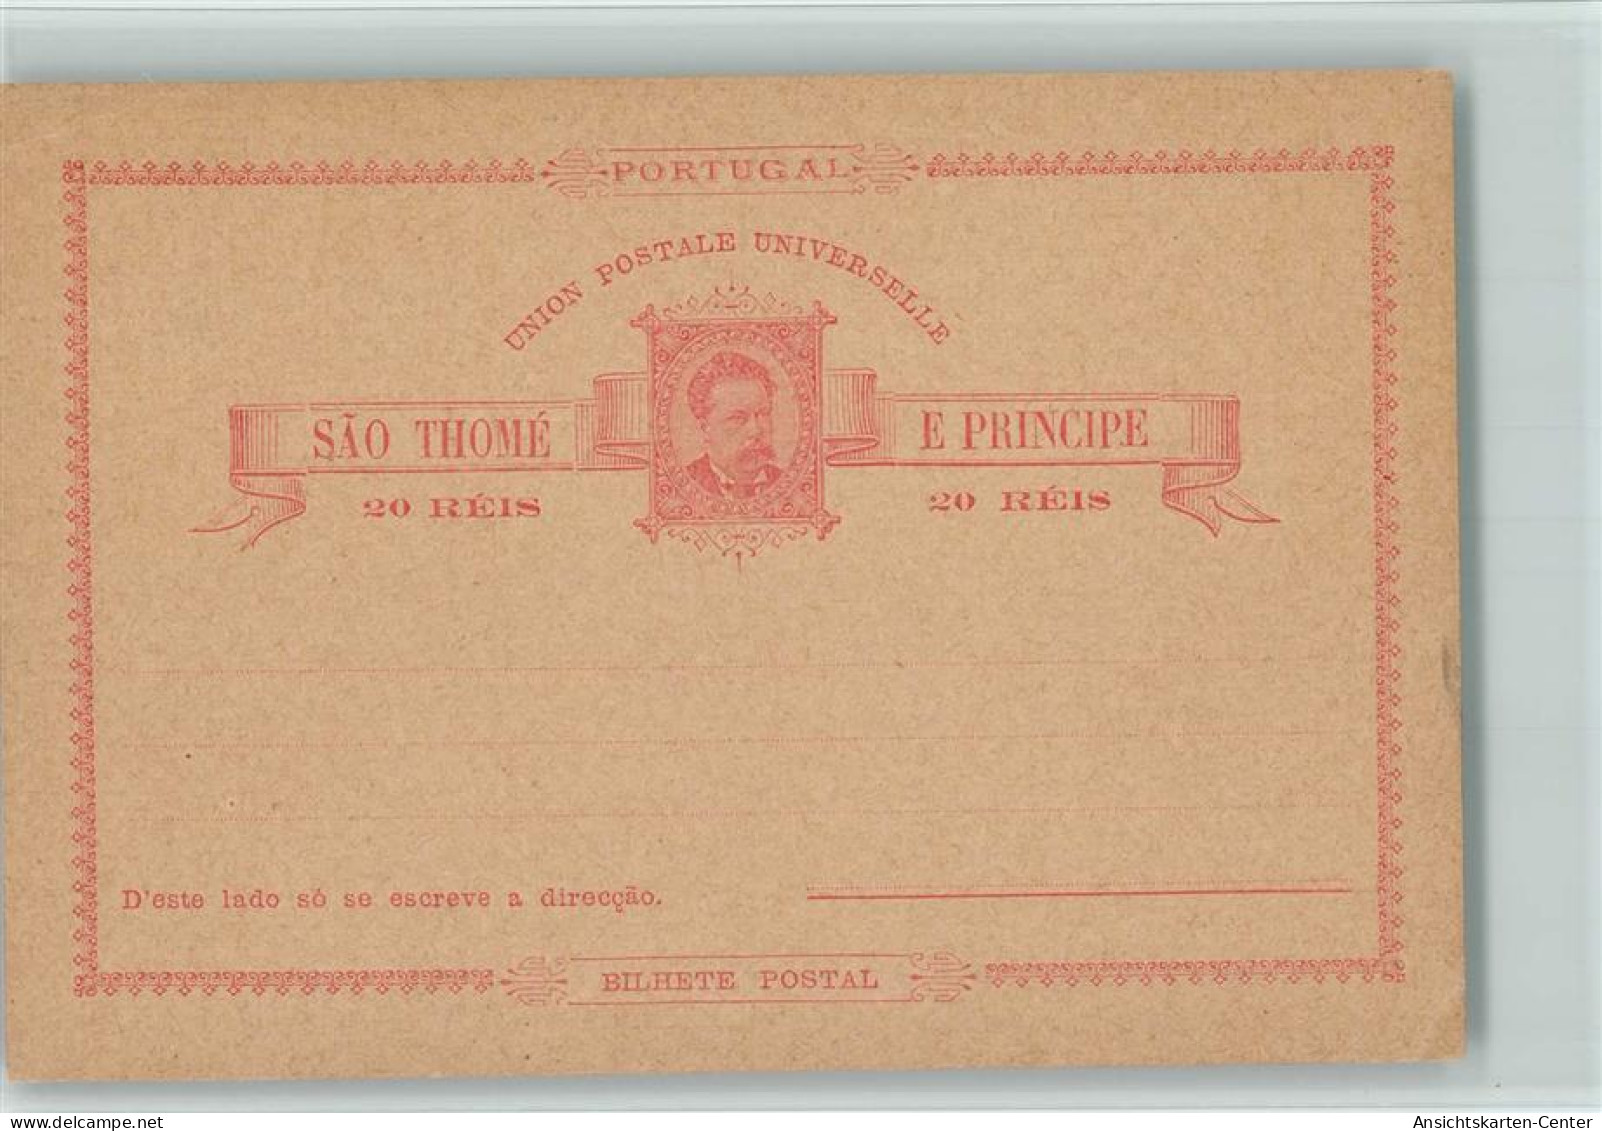 PORTUGAL
UNION POSTALE UNIVERSELLE
SÃO THOMÉ E PRINCIPE
20 RÉIS 20 RÉIS
D'este lado só se escreve a direcção.
BILHETE POSTAL
www.delcampe.net
Ansichtskarten-Center